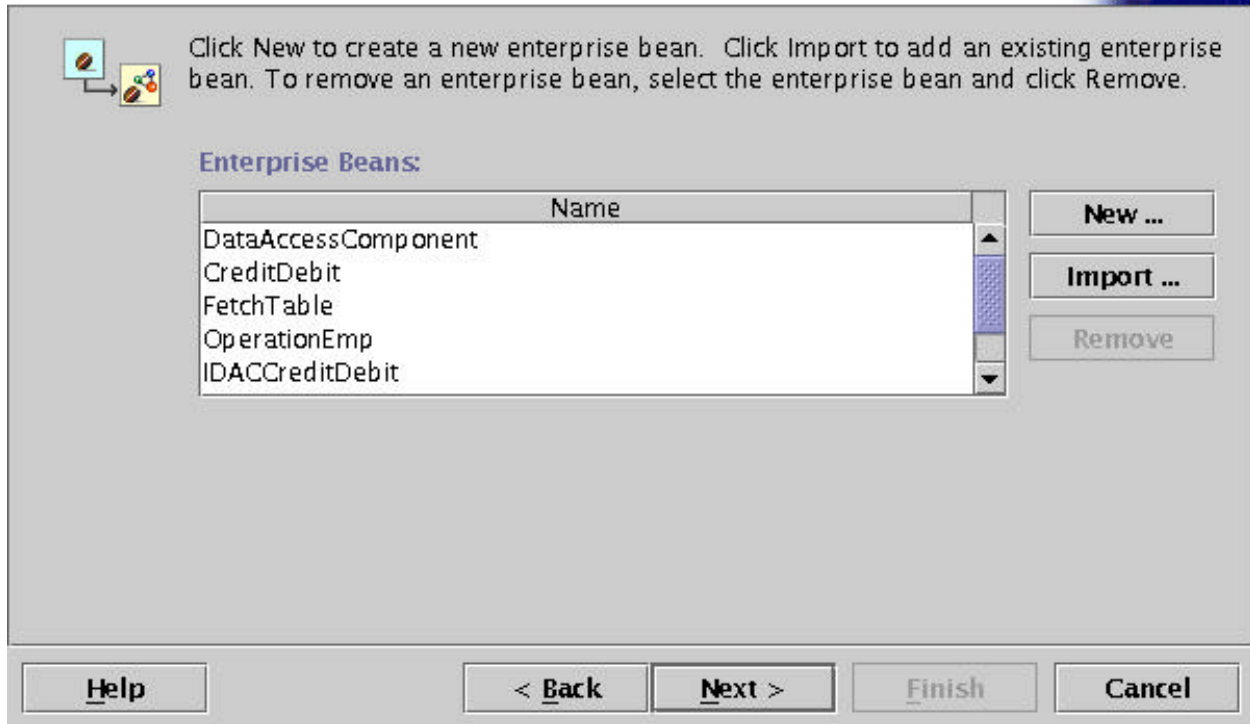 Click New to create a new enterprise bean. Click Import to add an existing enterprise
bean. To remove an enterprise bean, select the enterprise bean and click Remove.
Enterprise Beans:
Name
New ...
DataAccessComponent
CreditDebit
Import ...
FetchTable
OperationEmp
Remove
IDACCreditDebit
Help
< Back
Next >
Finish
Cancel